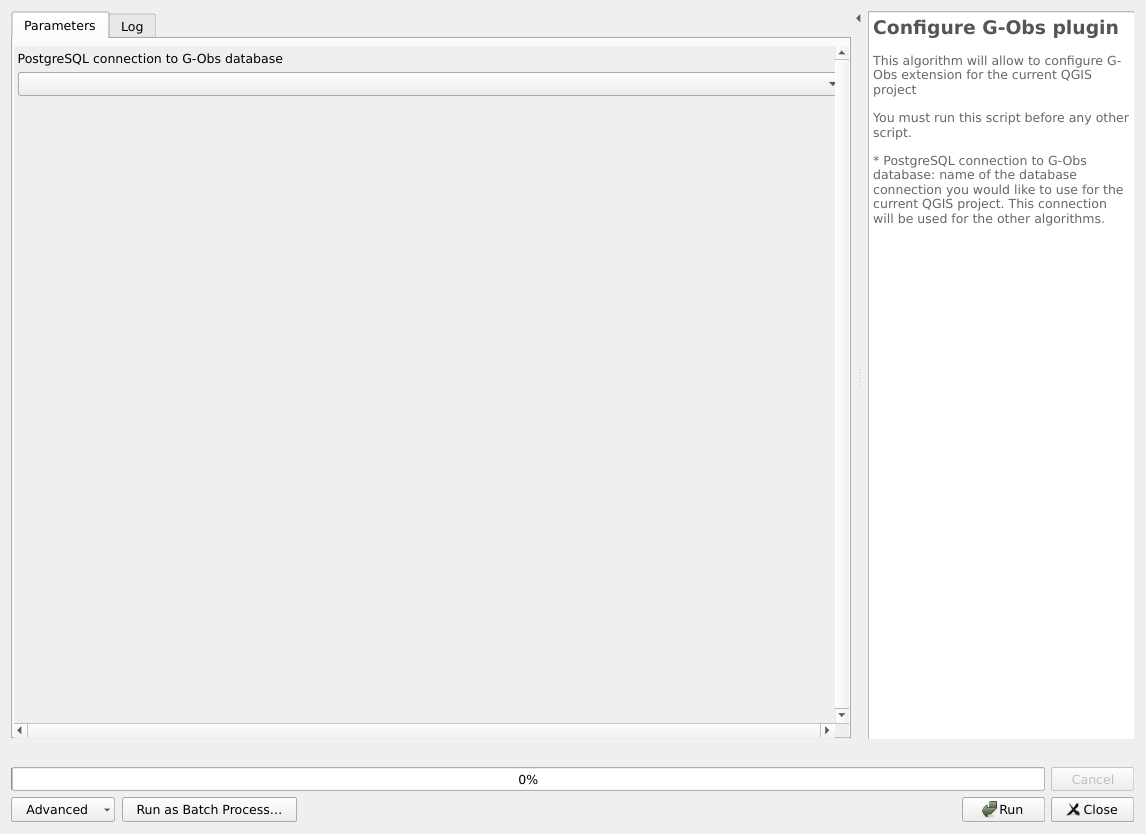 Parameters
Log
PostgreSQL connection to G-Obs database
Configure G-Obs plugin
This algorithm will allow to configure G-
Obs extension for the current QGIS
project
You must run this script before any other
script.
* PostgreSQL connection to G-Obs
database: name of the database
connection you would like to use for the
current QGIS project. This connection
will be used for the other algorithms.
0%
Cancel
Advanced
Run as Batch Process...
Run
Close